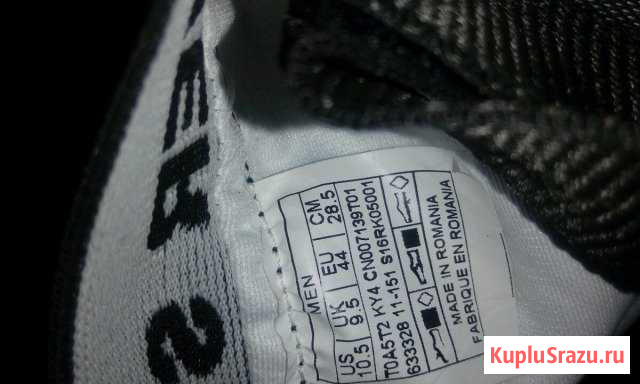 MEN
US UK EU CM
10.5 9.5 44 28.5
T0A5T2 KY4 CN007139T01
633328 11-151 S16RK05001
MADE IN ROMANIA
FABRIQUE EN ROMANIA
KupluSrazu.ru